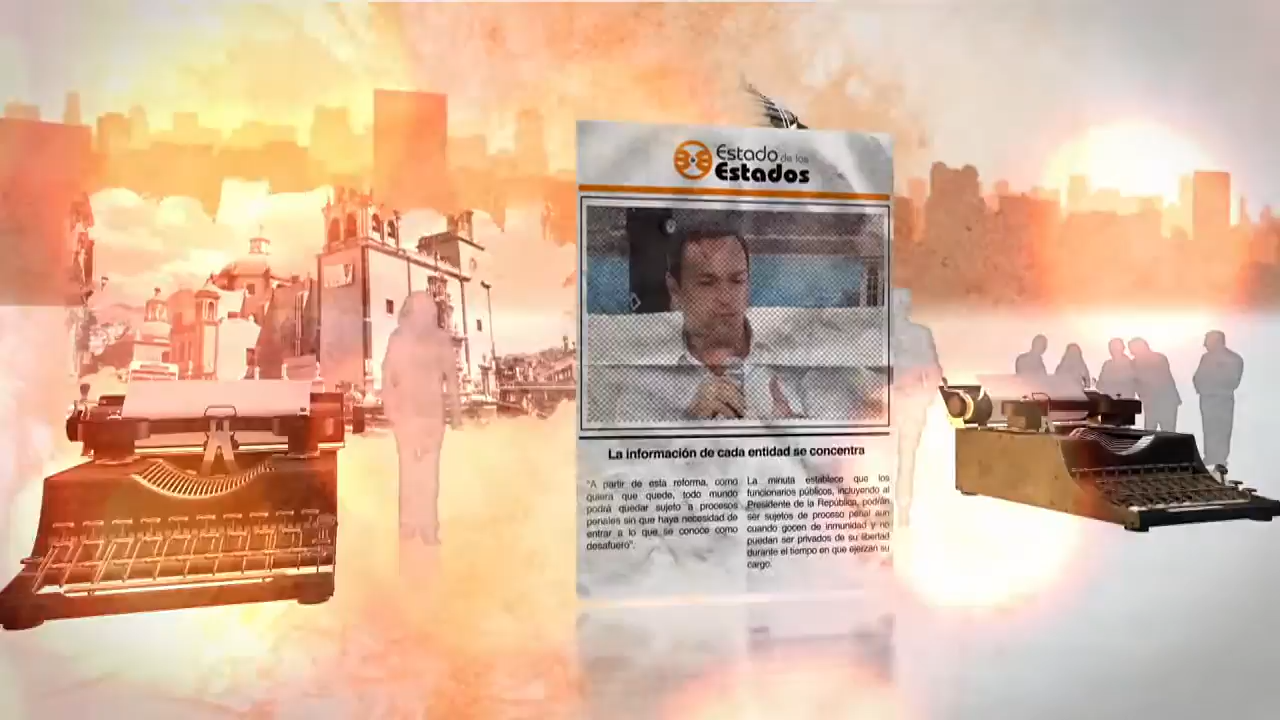 Estado de los
Estados
La información de cada entidad se concentra
"A partir de esta reforma, como
quiera que quede, todo mundo
podrá quedar sujeto a procesos
penales sin que haya necesidad de
entrar a lo que se conoce como
desafuero".
La minuta establece que los
funcionarios públicos, incluyendo al
Presidente de la República, podrán
ser sujetos de proceso penal aun
cuando gocen de inmunidad y no
puedan ser privados de su libertad
durante el tiempo en que ejerzan su
cargo.